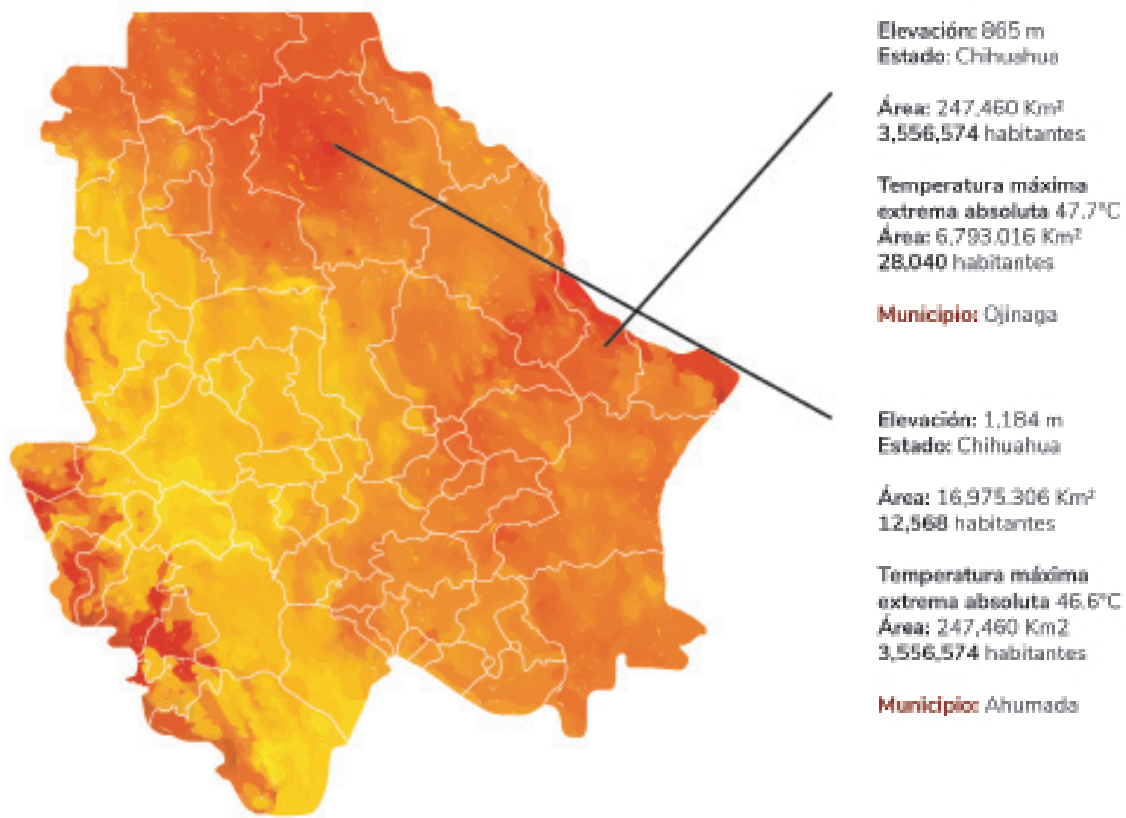 Elevación: 865 m
Estado: Chihuahua
Área: 247.460 Km²
3,556,574 habitantes
Temperatura máxima
extrema absoluta 47.7°C
Área: 6,793.016 Km²
28,040 habitantes
Municipio: Ojinaga
Elevación: 1,184 m
Estado: Chihuahua
Área: 16,975.306 Km²
12,568 habitantes
Temperatura máxima
extrema absoluta 46.6°C
Área: 247,460 Km2
3,556,574 habitantes
Municipio: Ahumada